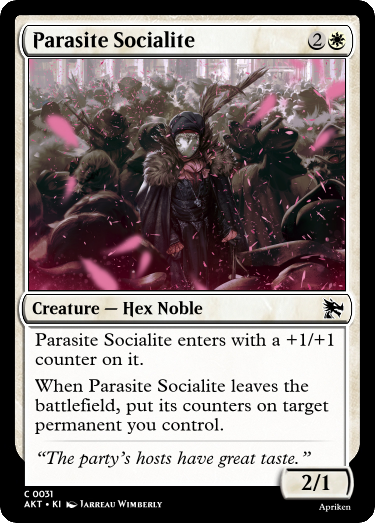 Parasite Socialite 2
Creature — Hex Noble
Parasite Socialite enters with a +1/+1
counter on it.
When Parasite Socialite leaves the
battlefield, put its counters on target
permanent you control.
“The party’s hosts have great taste.”
2/1
C 0031
AKT • KI Jarreau Wimberly
Apriken